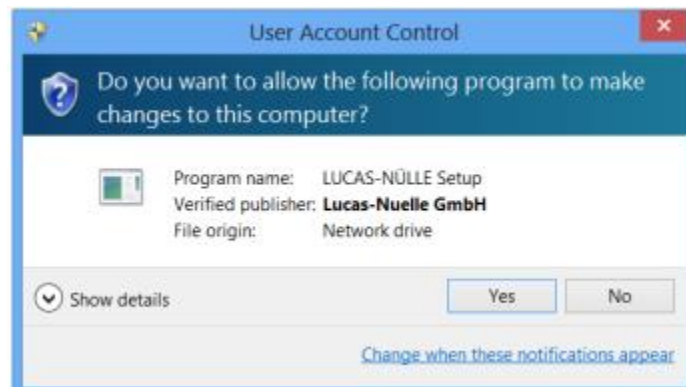 User Account Control
Do you want to allow the following program to make
changes to this computer?
Program name: LUCAS-NÜLLE Setup
Verified publisher: Lucas-Nuelle GmbH
File origin: Network drive
Show details
Yes No
Change when these notifications appear